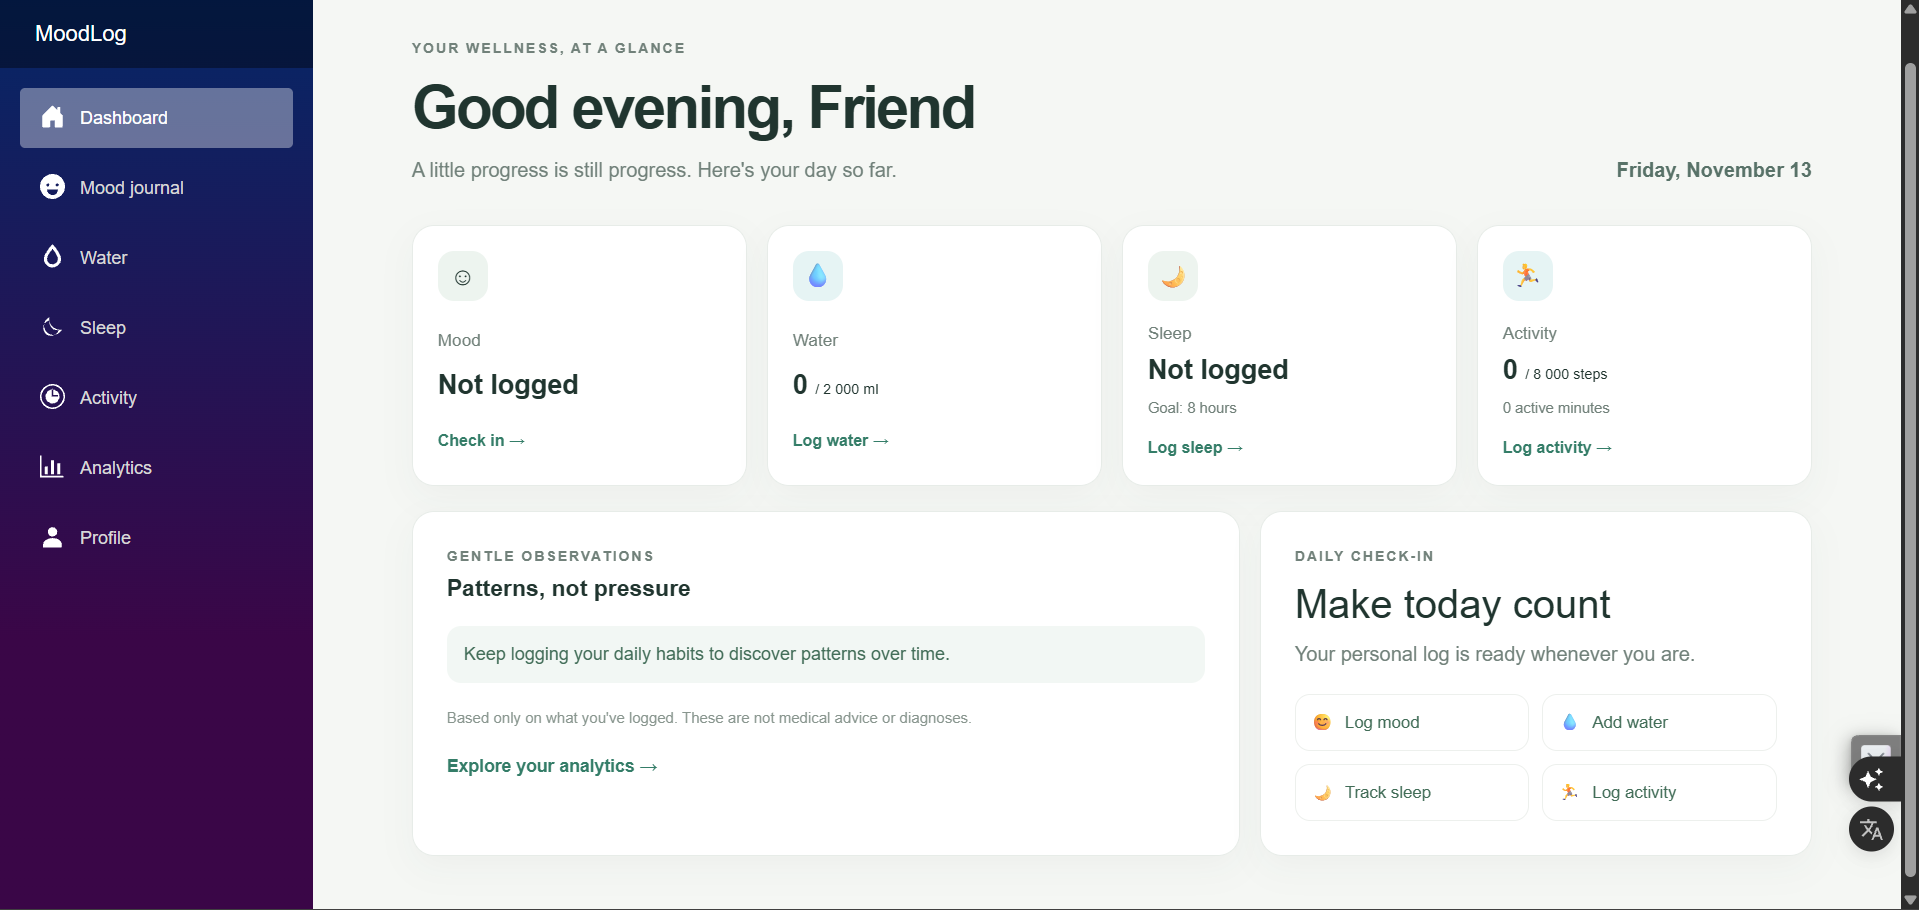 MoodLog
Dashboard
Mood journal
Water
Sleep
Activity
Analytics
Profile
YOUR WELLNESS, AT A GLANCE
Good evening, Friend
A little progress is still progress. Here's your day so far.
Friday, November 13
Mood
Not logged
Check in →
Water
0 / 2 000 ml
Log water →
Sleep
Not logged
Goal: 8 hours
Log sleep →
Activity
0 / 8 000 steps
0 active minutes
Log activity →
GENTLE OBSERVATIONS
Patterns, not pressure
Keep logging your daily habits to discover patterns over time.
Based only on what you've logged. These are not medical advice or diagnoses.
Explore your analytics →
DAILY CHECK-IN
Make today count
Your personal log is ready whenever you are.
Log mood
Add water
Track sleep
Log activity